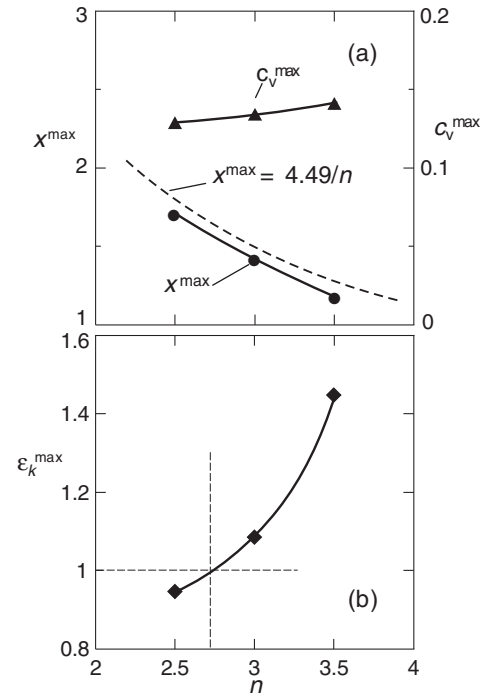 3 (a) 0.2
c_v^max
x^max 2 0.1 c_v^max
x^max = 4.49/n
x^max
1 0
1.6
1.4
ε_k^max
1.2
1
0.8 (b)
2 2.5 3 3.5 4
n